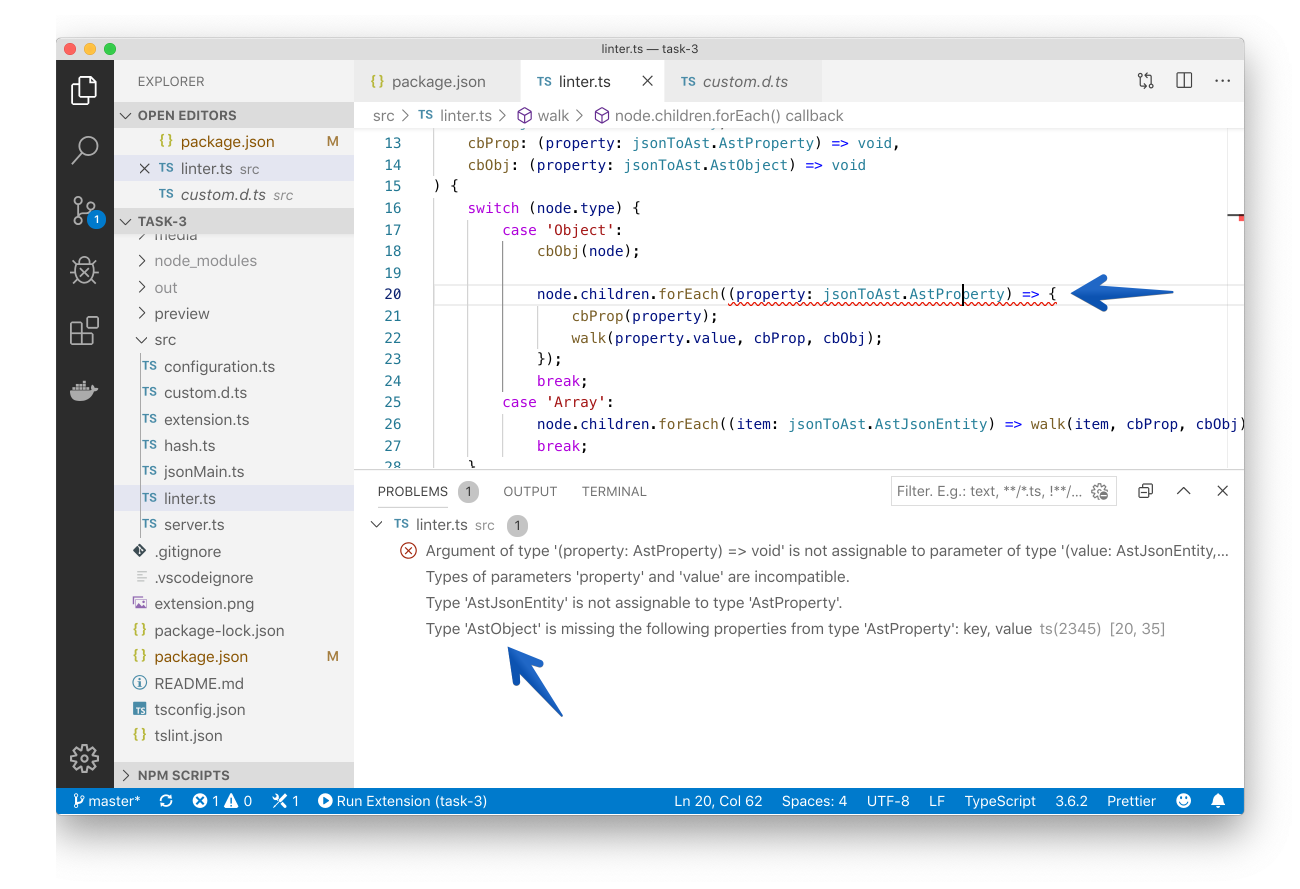 linter.ts — task-3
EXPLORER
OPEN EDITORS
{} package.json M
TS linter.ts src
TS custom.d.ts src
TASK-3
media
node_modules
out
preview
src
TS configuration.ts
TS custom.d.ts
TS extension.ts
TS hash.ts
TS jsonMain.ts
TS linter.ts
TS server.ts
.gitignore
.vscodeignore
extension.png
{} package-lock.json
{} package.json M
README.md
TS tsconfig.json
{} tslint.json
NPM SCRIPTS
1
{} package.json
TS linter.ts
TS custom.d.ts
src > TS linter.ts > walk > node.children.forEach() callback
13 cbProp: (property: jsonToAst.AstProperty) => void,
14 cbObj: (property: jsonToAst.AstObject) => void
15 ) {
16 switch (node.type) {
17 case 'Object':
18 cbObj(node);
19
20 node.children.forEach((property: jsonToAst.AstProperty) => {
21 cbProp(property);
22 walk(property.value, cbProp, cbObj);
23 });
24 break;
25 case 'Array':
26 node.children.forEach((item: jsonToAst.AstJsonEntity) => walk(item, cbProp, cbObj)
27 break;
28 }
PROBLEMS 1 OUTPUT TERMINAL
Filter. E.g.: text, **/*.ts, !**/...
TS linter.ts src 1
Argument of type '(property: AstProperty) => void' is not assignable to parameter of type '(value: AstJsonEntity,...
Types of parameters 'property' and 'value' are incompatible.
Type 'AstJsonEntity' is not assignable to type 'AstProperty'.
Type 'AstObject' is missing the following properties from type 'AstProperty': key, value ts(2345) [20, 35]
master* 1 0 1 Run Extension (task-3) Ln 20, Col 62 Spaces: 4 UTF-8 LF TypeScript 3.6.2 Prettier